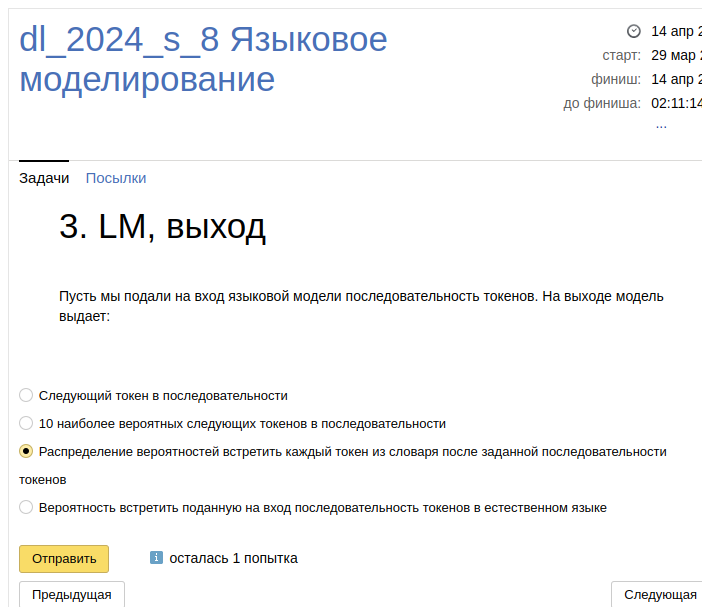 dl_2024_s_8 Языковое
моделирование
14 апр 2
старт: 29 мар 2
финиш: 14 апр 2
до финиша: 02:11:14
...
Задачи Посылки
3. LM, выход
Пусть мы подали на вход языковой модели последовательность токенов. На выходе модель
выдает:
Следующий токен в последовательности
10 наиболее вероятных следующих токенов в последовательности
Распределение вероятностей встретить каждый токен из словаря после заданной последовательности
токенов
Вероятность встретить поданную на вход последовательность токенов в естественном языке
Отправить i осталась 1 попытка
Предыдущая Следующая